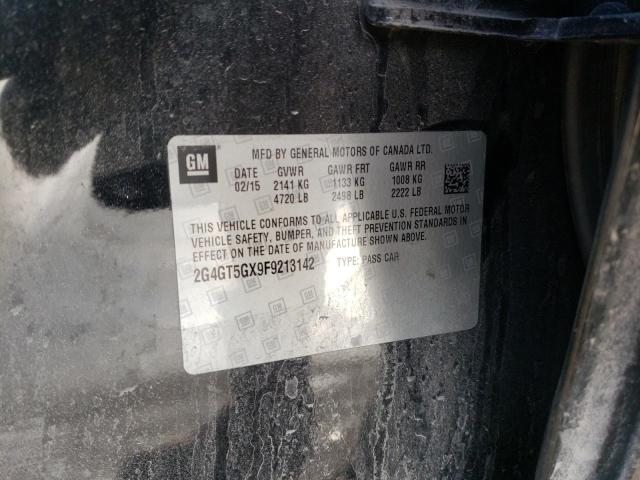 GM
MFD BY GENERAL MOTORS OF CANADA LTD.
DATE GVWR GAWR FRT GAWR RR
02/15 2141 KG 1133 KG 1008 KG
4720 LB 2498 LB 2222 LB
THIS VEHICLE CONFORMS TO ALL APPLICABLE U.S. FEDERAL MOTOR
VEHICLE SAFETY, BUMPER, AND THEFT PREVENTION STANDARDS IN
EFFECT ON THE DATE OF MANUFACTURE SHOWN ABOVE.
2G4GT5GX9F9213142 TYPE: PASS CAR